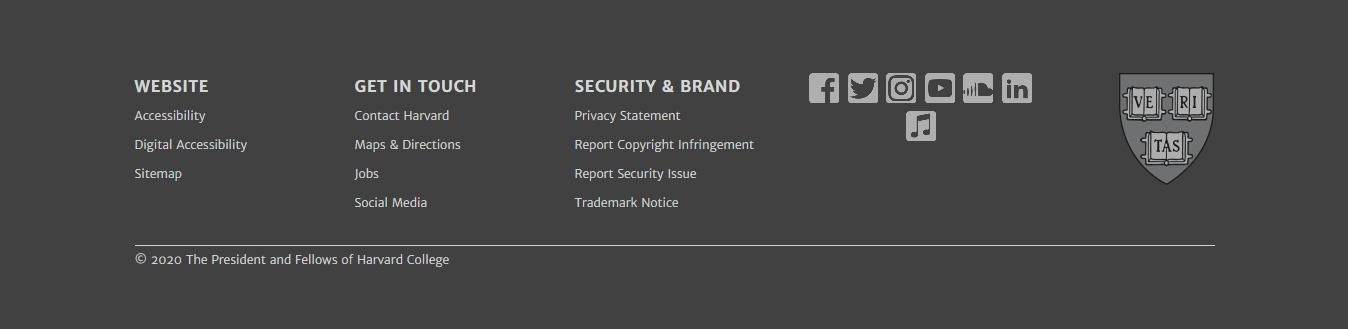 WEBSITE
Accessibility
Digital Accessibility
Sitemap
GET IN TOUCH
Contact Harvard
Maps & Directions
Jobs
Social Media
SECURITY & BRAND
Privacy Statement
Report Copyright Infringement
Report Security Issue
Trademark Notice
VE RI
TAS
© 2020 The President and Fellows of Harvard College